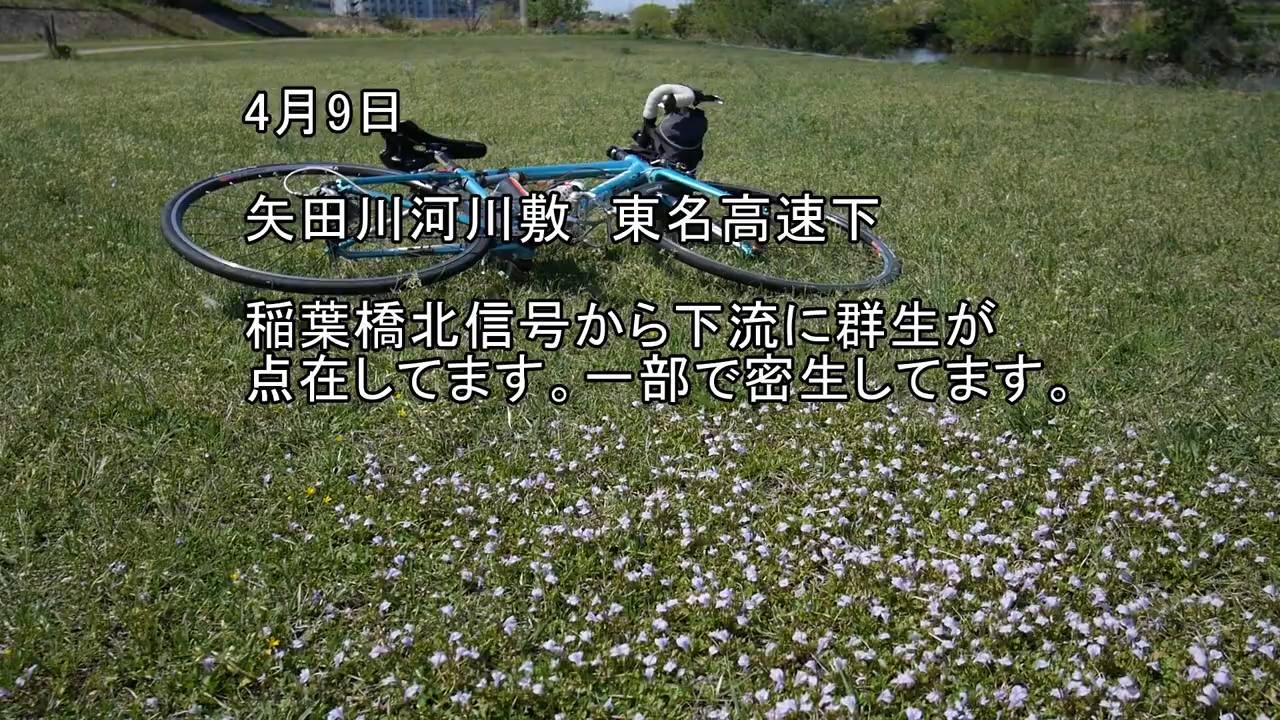 4月9日
矢田川河川敷 東名高速下
稲葉橋北信号から下流に群生が
点在してます。一部で密生してます。